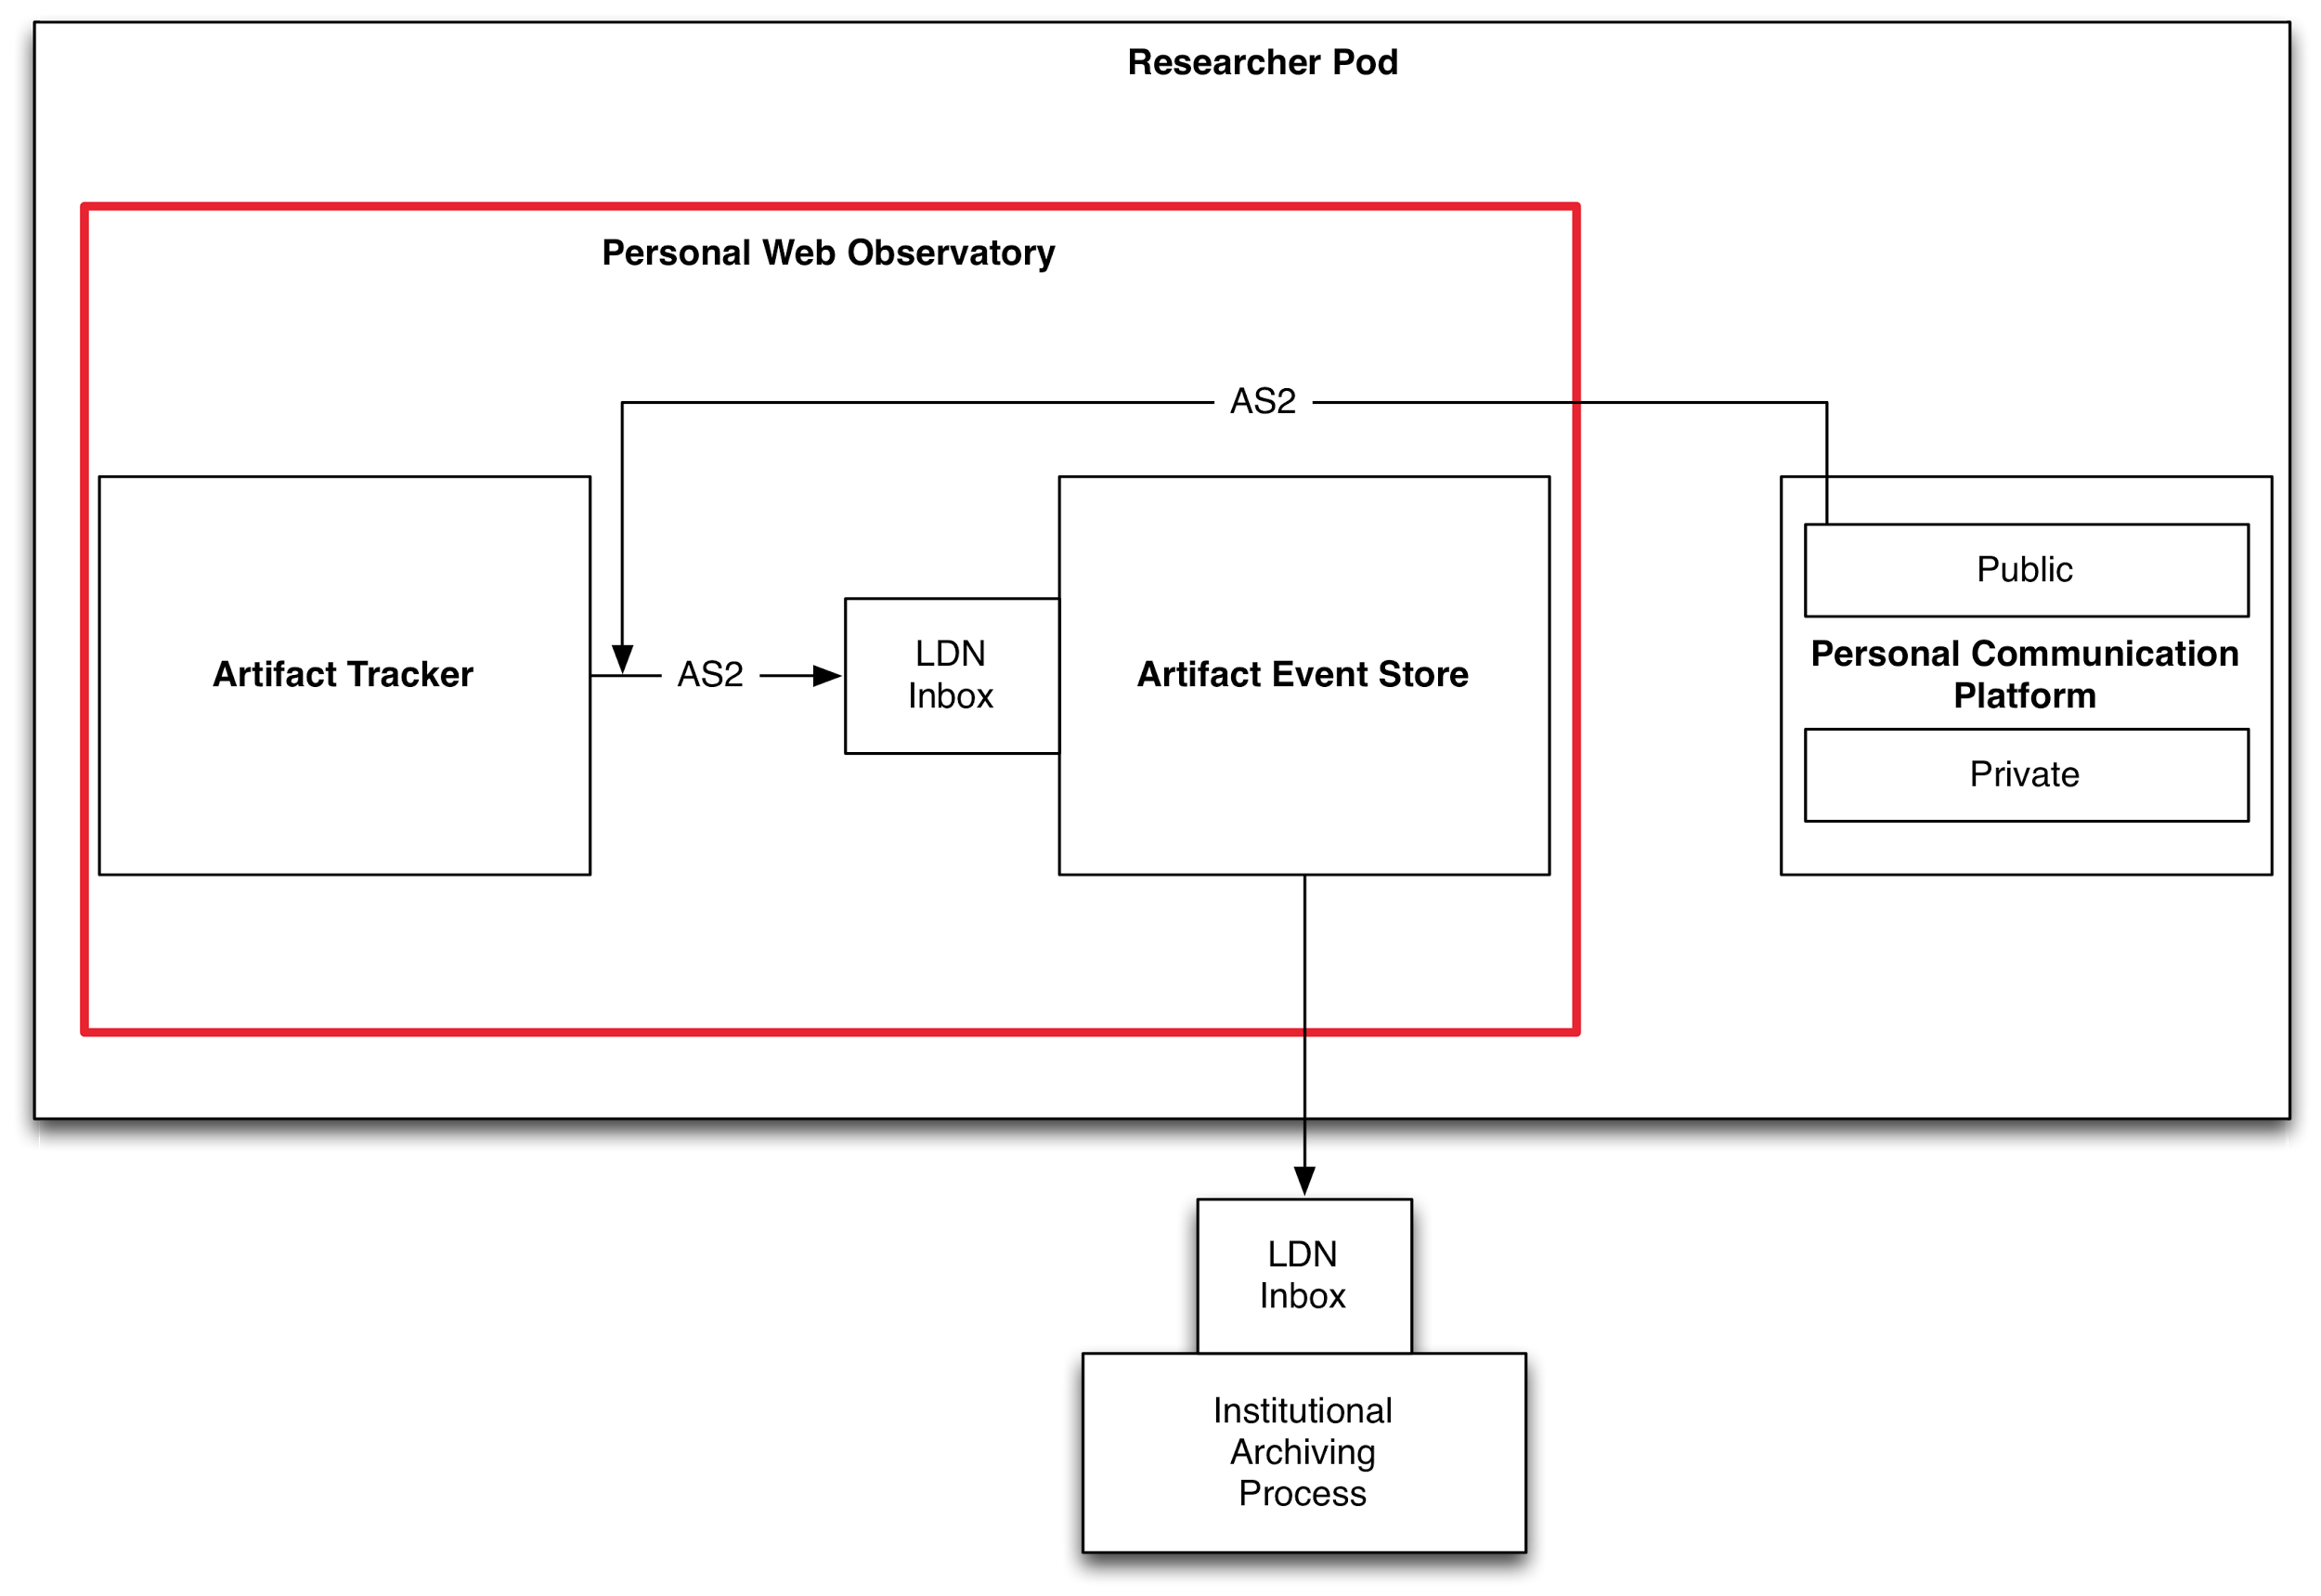 Researcher Pod
Personal Web Observatory
AS2
Artifact Tracker
AS2
LDN
Inbox
Artifact Event Store
Public
Personal Communication
Platform
Private
LDN
Inbox
Institutional
Archiving
Process